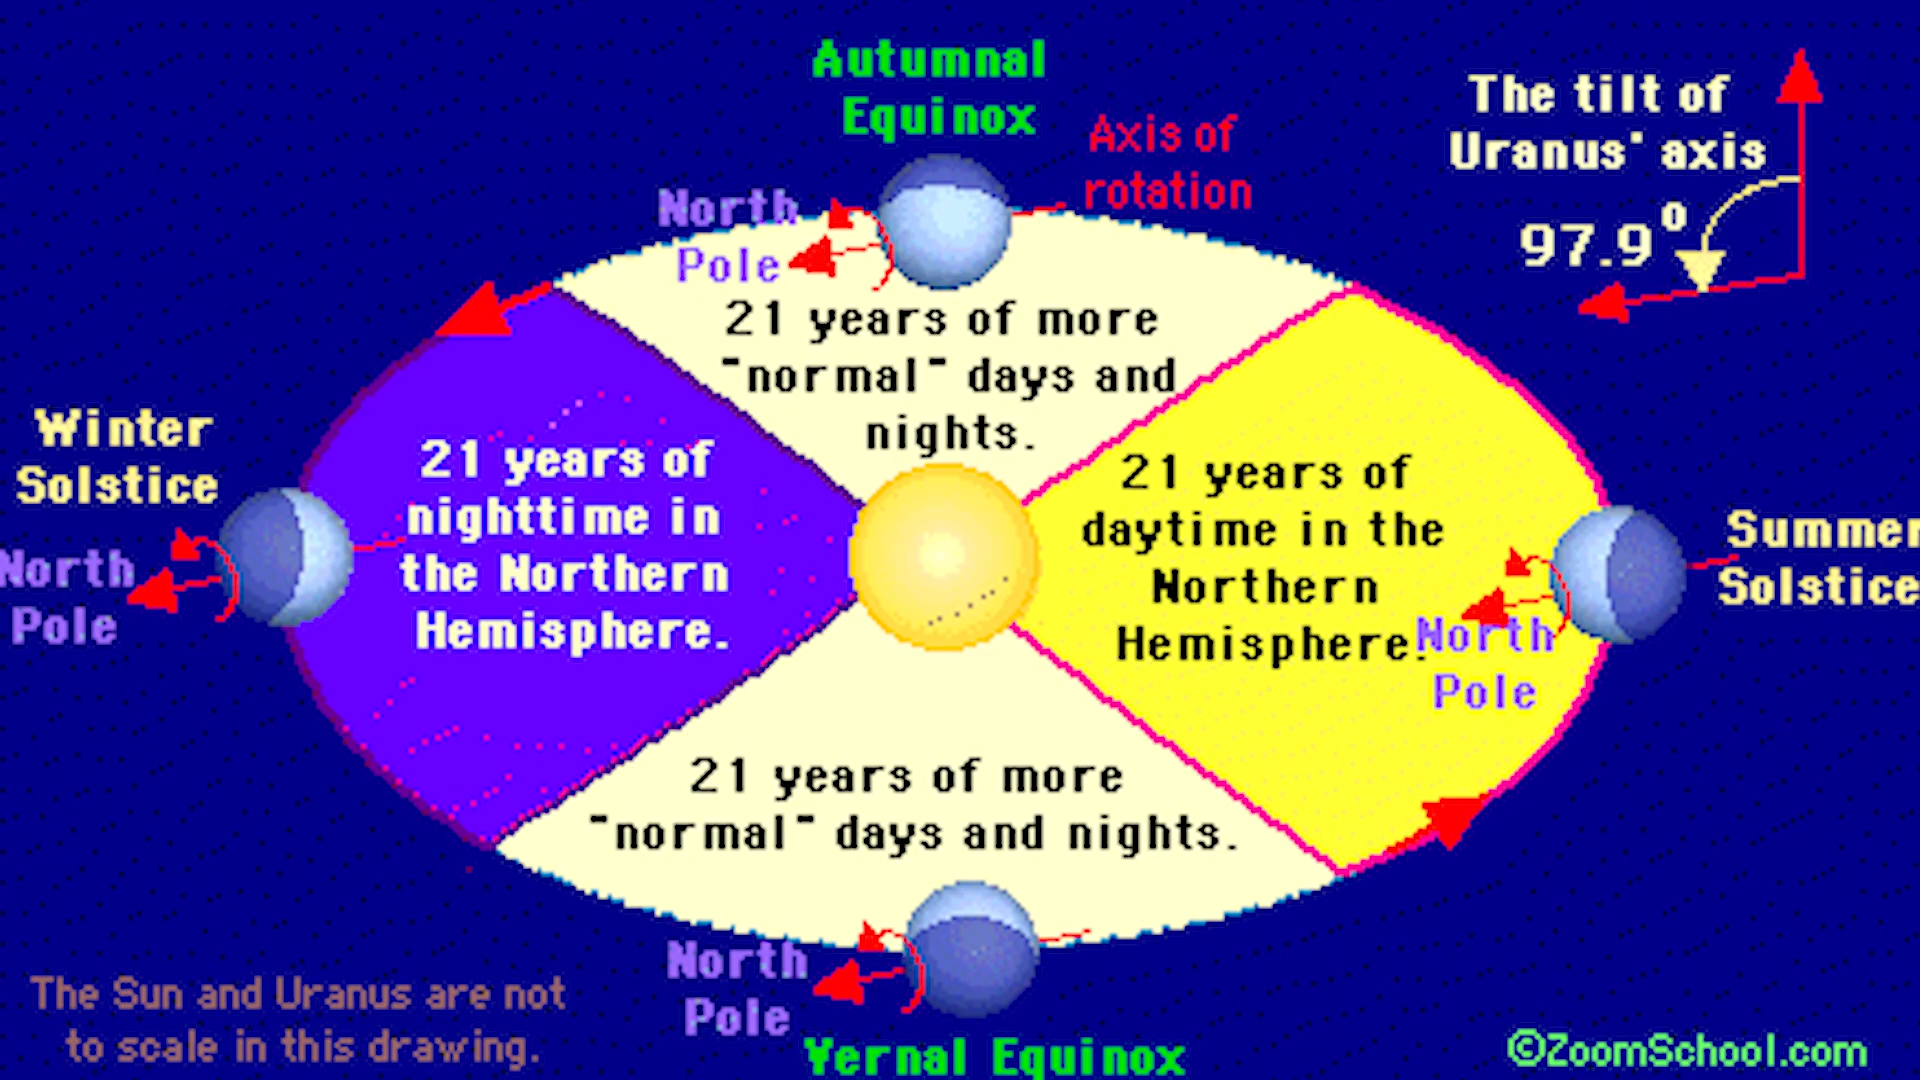 Autumnal
Equinox
Axis of
rotation
The tilt of
Uranus' axis
97.9°
North
Pole
21 years of more
"normal" days and
nights.
Winter
Solstice
North
Pole
21 years of
nighttime in
the Northern
Hemisphere.
21 years of
daytime in the
Northern
Hemisphere.
North
Pole
Summer
Solstice
21 years of more
"normal" days and nights.
North
Pole
Vernal Equinox
The Sun and Uranus are not
to scale in this drawing.
©ZoomSchool.com